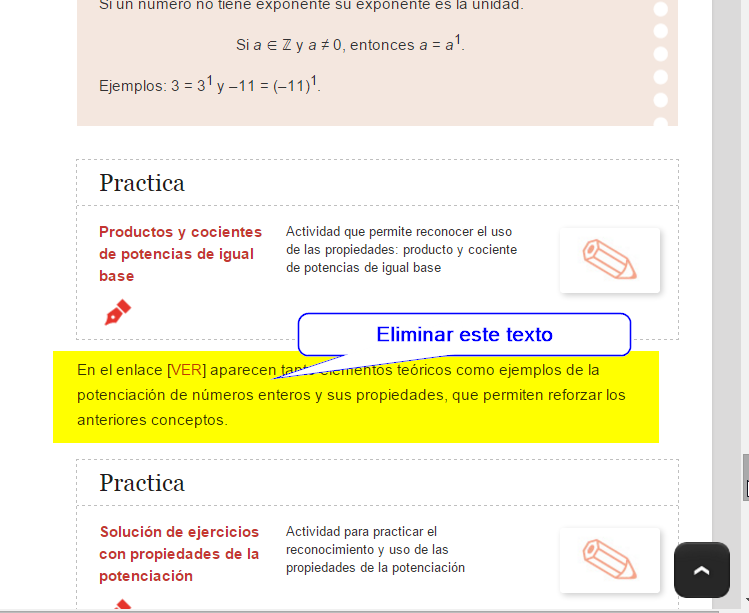 Si un número no tiene exponente su exponente es la unidad.
Si a ∈ ℤ y a ≠ 0, entonces a = a¹.
Ejemplos: 3 = 3¹ y –11 = (–11)¹.
Practica
Productos y cocientes
de potencias de igual
base
Actividad que permite reconocer el uso
de las propiedades: producto y cociente
de potencias de igual base
Eliminar este texto
En el enlace [VER] aparecen tanto elementos teóricos como ejemplos de la
potenciación de números enteros y sus propiedades, que permiten reforzar los
anteriores conceptos.
Practica
Solución de ejercicios
con propiedades de la
potenciación
Actividad para practicar el
reconocimiento y uso de las
propiedades de la potenciación